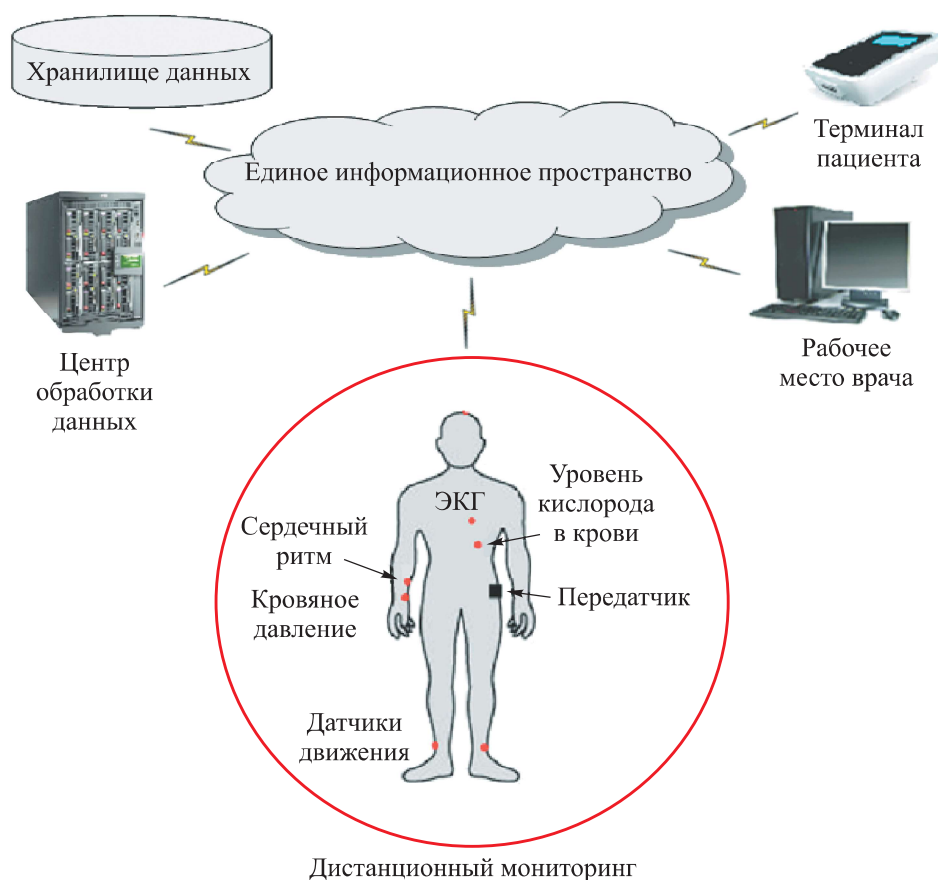 Хранилище данных
Терминал
пациента
Единое информационное пространство
Центр
обработки
данных
Рабочее
место врача
ЭКГ
Уровень
кислорода
в крови
Сердечный
ритм
Кровяное
давление
Передатчик
Датчики
движения
Дистанционный мониторинг